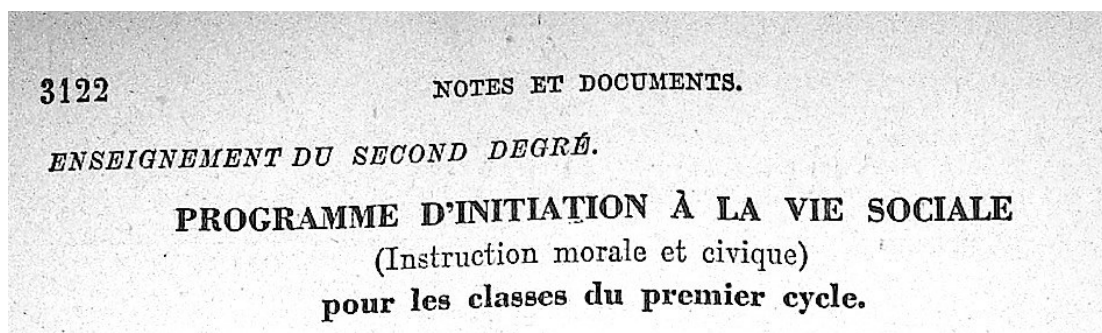 3122 NOTES ET DOCUMENTS.
ENSEIGNEMENT DU SECOND DEGRÉ.
PROGRAMME D'INITIATION À LA VIE SOCIALE
(Instruction morale et civique)
pour les classes du premier cycle.